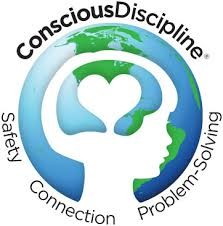 ConsciousDiscipline®
Safety
Connection
Problem-Solving